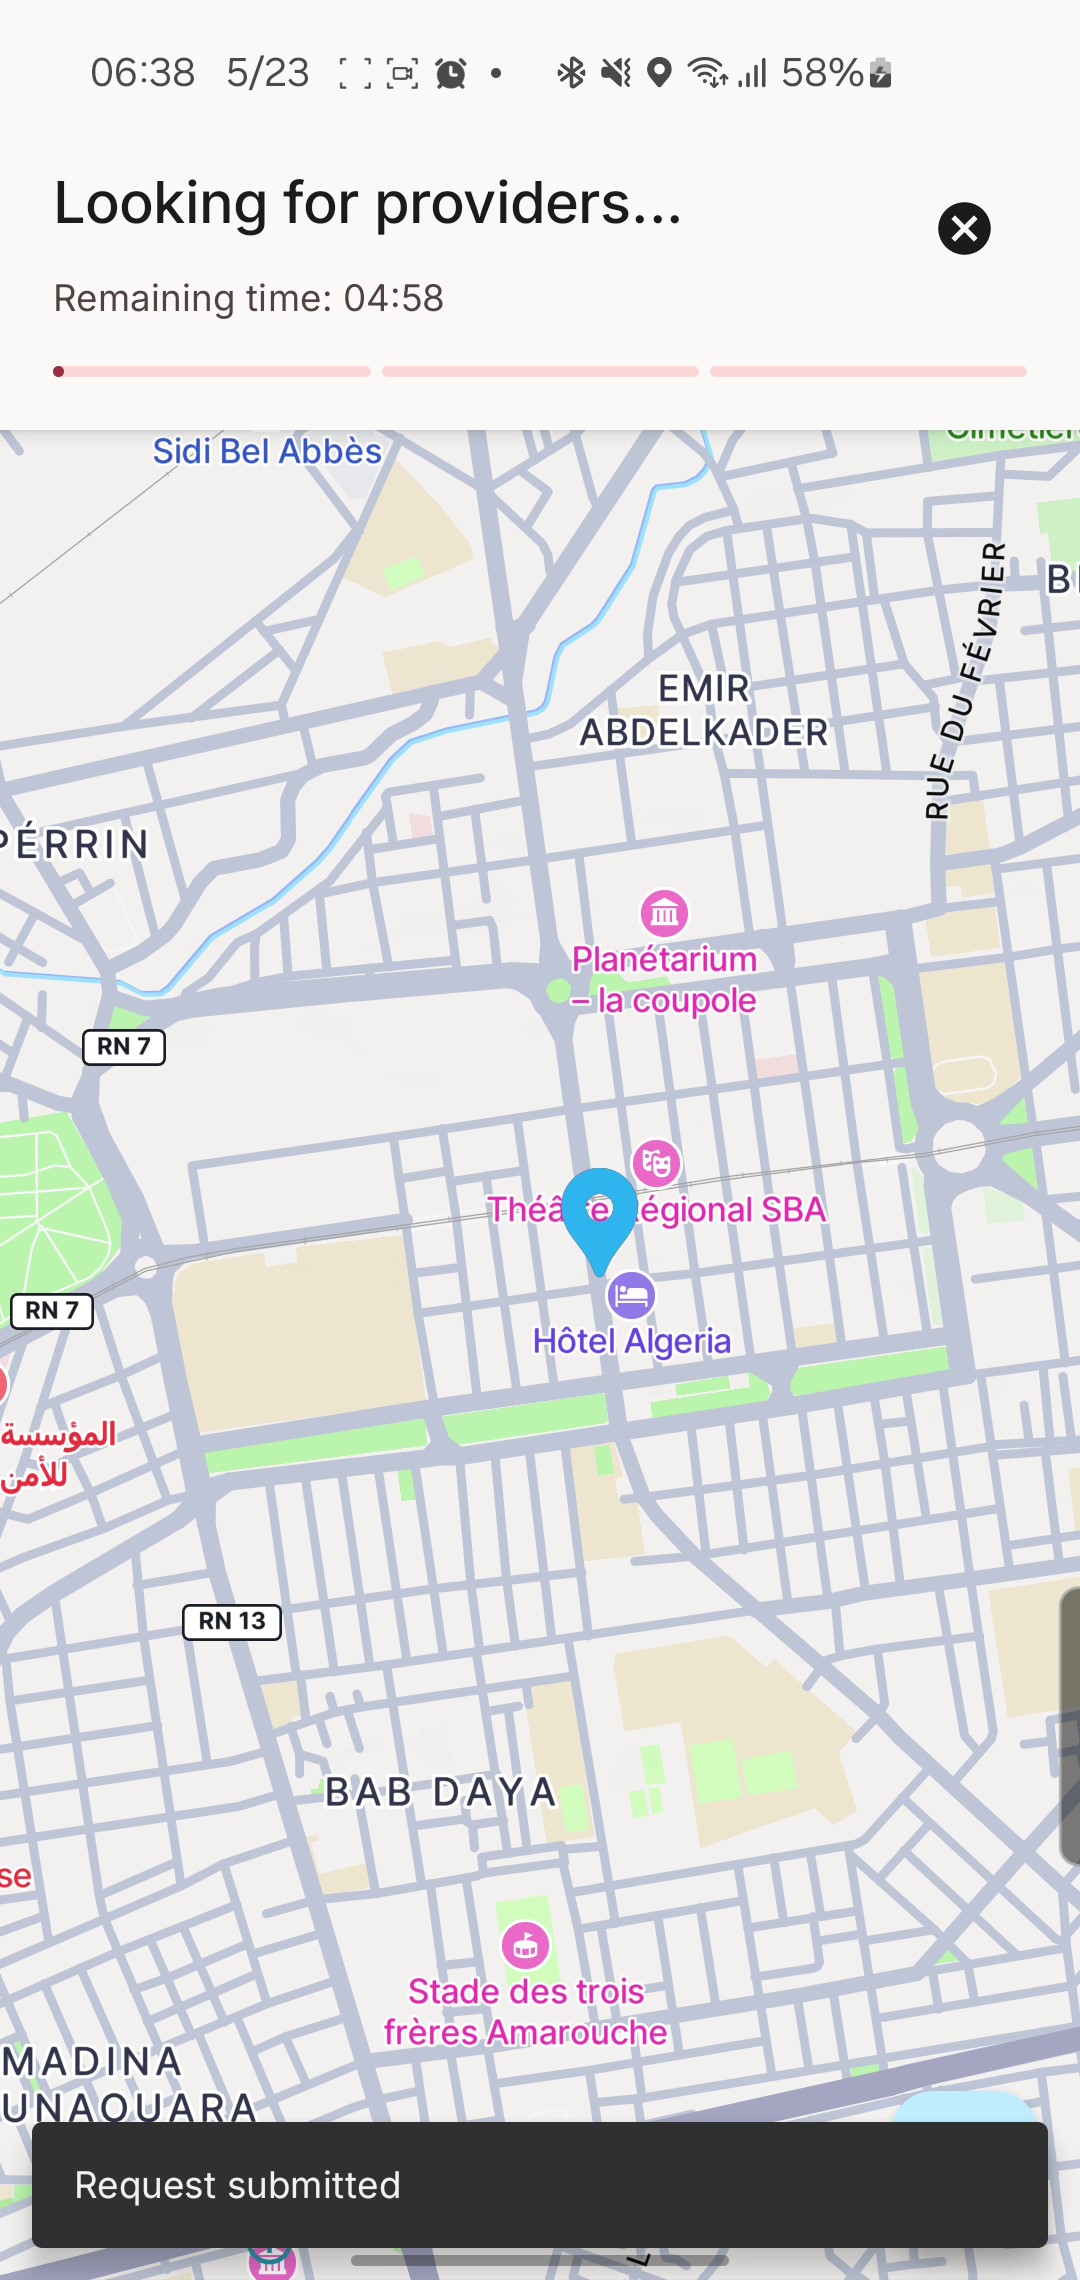 06:38 5/23 58%
Looking for providers...
Remaining time: 04:58
Sidi Bel Abbès
RUE DU FÉVRIER
EMIR
ABDELKADER
PÉRRIN
Planétarium
– la coupole
RN 7
Régional SBA
RN 7
Hôtel Algeria
المؤسسة
للأمن
RN 13
BAB DAYA
se
Stade des trois
frères Amarouche
MADINA
UNAOUARA
Request submitted